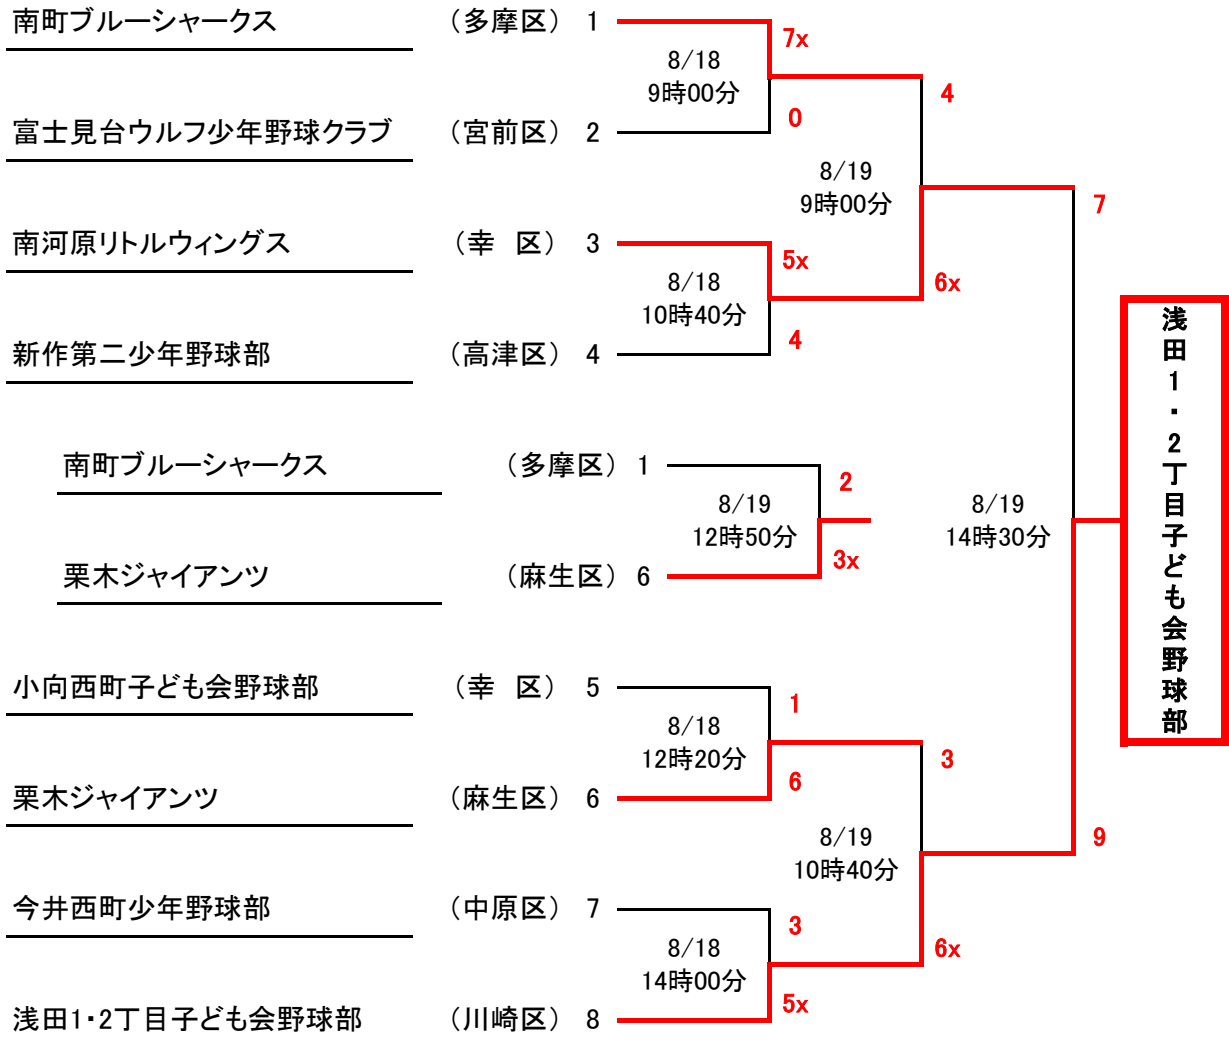 南町ブルーシャークス （多摩区） 1
7x
8/18
9時00分
4
0
富士見台ウルフ少年野球クラブ （宮前区） 2
8/19
9時00分
7
南河原リトルウィングス （幸　区） 3
5x
8/18
10時40分
6x
4
新作第二少年野球部 （高津区） 4
南町ブルーシャークス （多摩区） 1
2
8/19
12時50分
3x
8/19
14時30分
栗木ジャイアンツ （麻生区） 6
浅田1・2丁目子ども会野球部
小向西町子ども会野球部 （幸　区） 5
1
8/18
12時20分
3
6
栗木ジャイアンツ （麻生区） 6
8/19
10時40分
9
今井西町少年野球部 （中原区） 7
3
8/18
14時00分
6x
5x
浅田1・2丁目子ども会野球部 （川崎区） 8